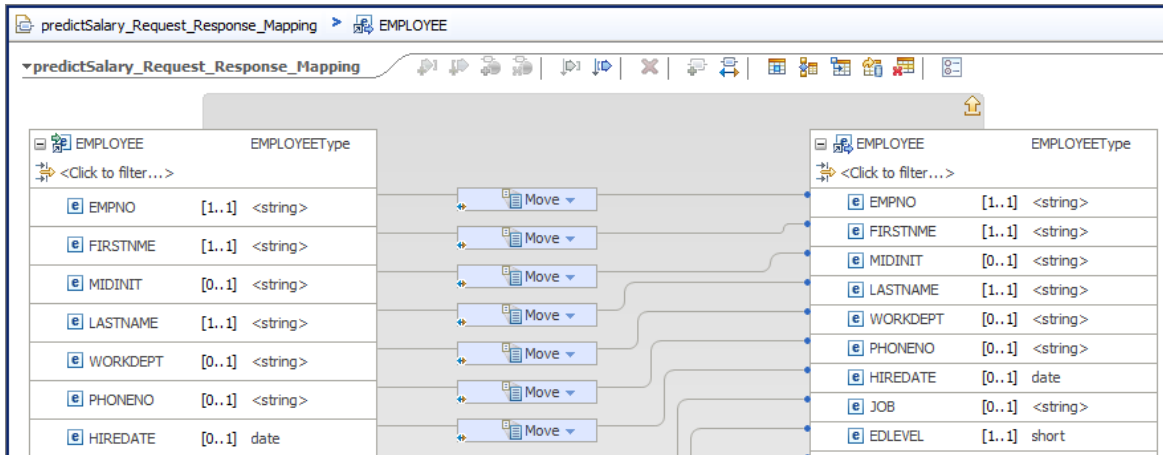 predictSalary_Request_Response_Mapping > EMPLOYEE
predictSalary_Request_Response_Mapping
EMPLOYEE EMPLOYEEType
<Click to filter...>
EMPNO [1..1] <string>
FIRSTNME [1..1] <string>
MIDINIT [0..1] <string>
LASTNAME [1..1] <string>
WORKDEPT [0..1] <string>
PHONENO [0..1] <string>
HIREDATE [0..1] date
Move
Move
Move
Move
Move
Move
Move
EMPLOYEE EMPLOYEEType
<Click to filter...>
EMPNO [1..1] <string>
FIRSTNME [1..1] <string>
MIDINIT [0..1] <string>
LASTNAME [1..1] <string>
WORKDEPT [0..1] <string>
PHONENO [0..1] <string>
HIREDATE [0..1] date
JOB [0..1] <string>
EDLEVEL [1..1] short